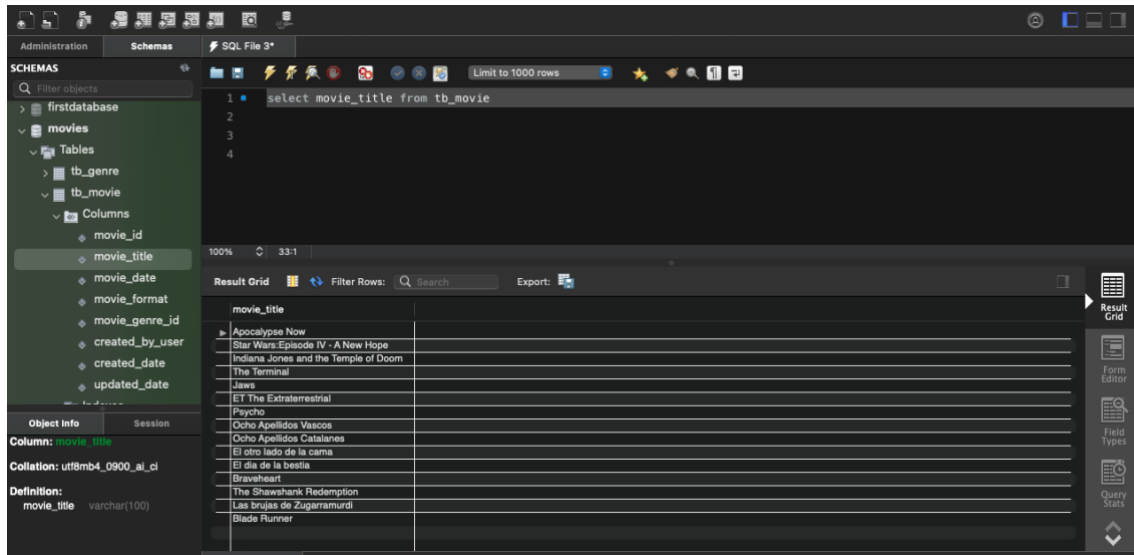 Administration
Schemas
SQL File 3*
SCHEMAS
Filter objects
firstdatabase
movies
Tables
tb_genre
tb_movie
Columns
movie_id
movie_title
movie_date
movie_format
movie_genre_id
created_by_user
created_date
updated_date
Object Info
Session
Column: movie_title
Collation: utf8mb4_0900_ai_ci
Definition:
movie_title varchar(100)
Limit to 1000 rows
1 select movie_title from tb_movie
2
3
4
100% 33:1
Result Grid Filter Rows: Search Export:
movie_title
Apocalypse Now
Star Wars:Episode IV - A New Hope
Indiana Jones and the Temple of Doom
The Terminal
Jaws
ET The Extraterrestrial
Psycho
Ocho Apellidos Vascos
Ocho Apellidos Catalanes
El otro lado de la cama
El dia de la bestia
Braveheart
The Shawshank Redemption
Las brujas de Zugarramurdi
Blade Runner
Result
Grid
Form
Editor
Field
Types
Query
Stats